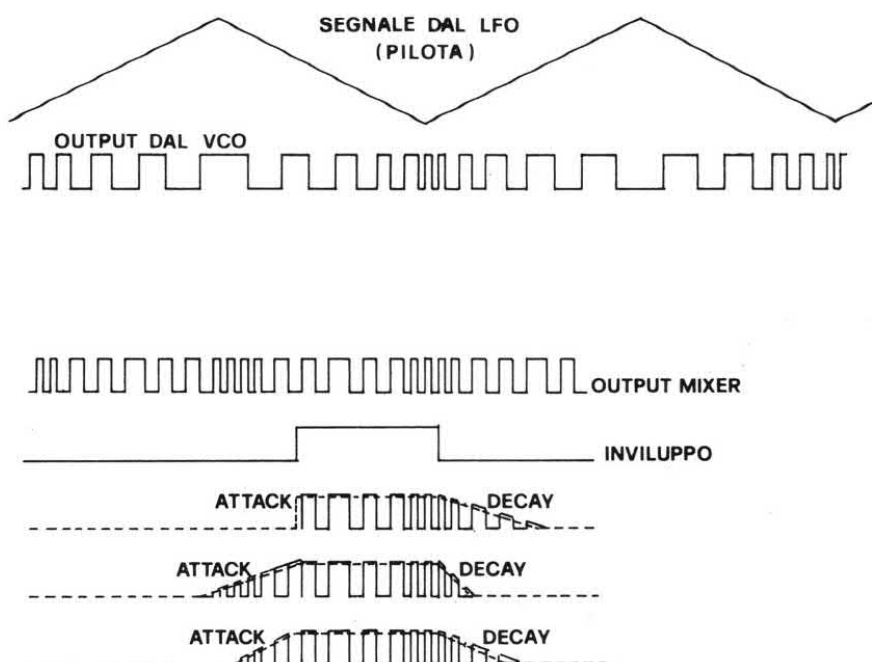 SEGNALE DAL LFO
(PILOTA)
OUTPUT DAL VCO
OUTPUT MIXER
INVILUPPO
ATTACK DECAY
ATTACK DECAY
ATTACK DECAY